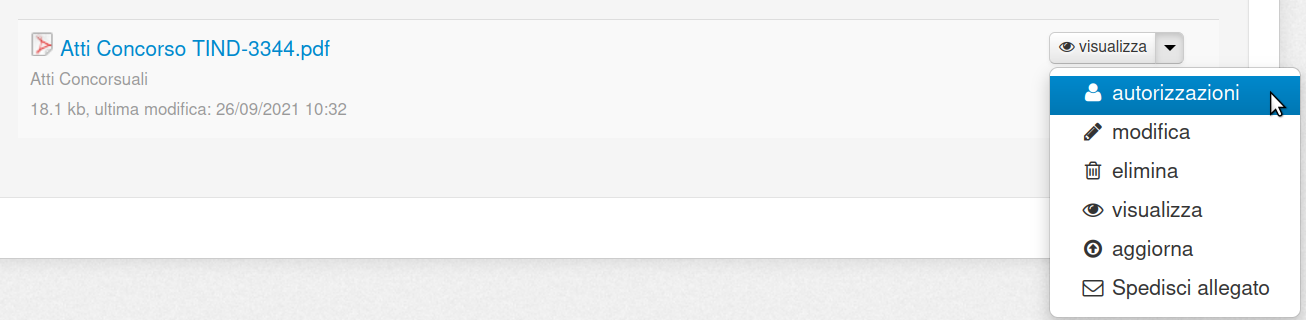 Atti Concorso TIND-3344.pdf
visualizza
Atti Concorsuali
18.1 kb, ultima modifica: 26/09/2021 10:32
autorizzazioni
modifica
elimina
visualizza
aggiorna
Spedisci allegato